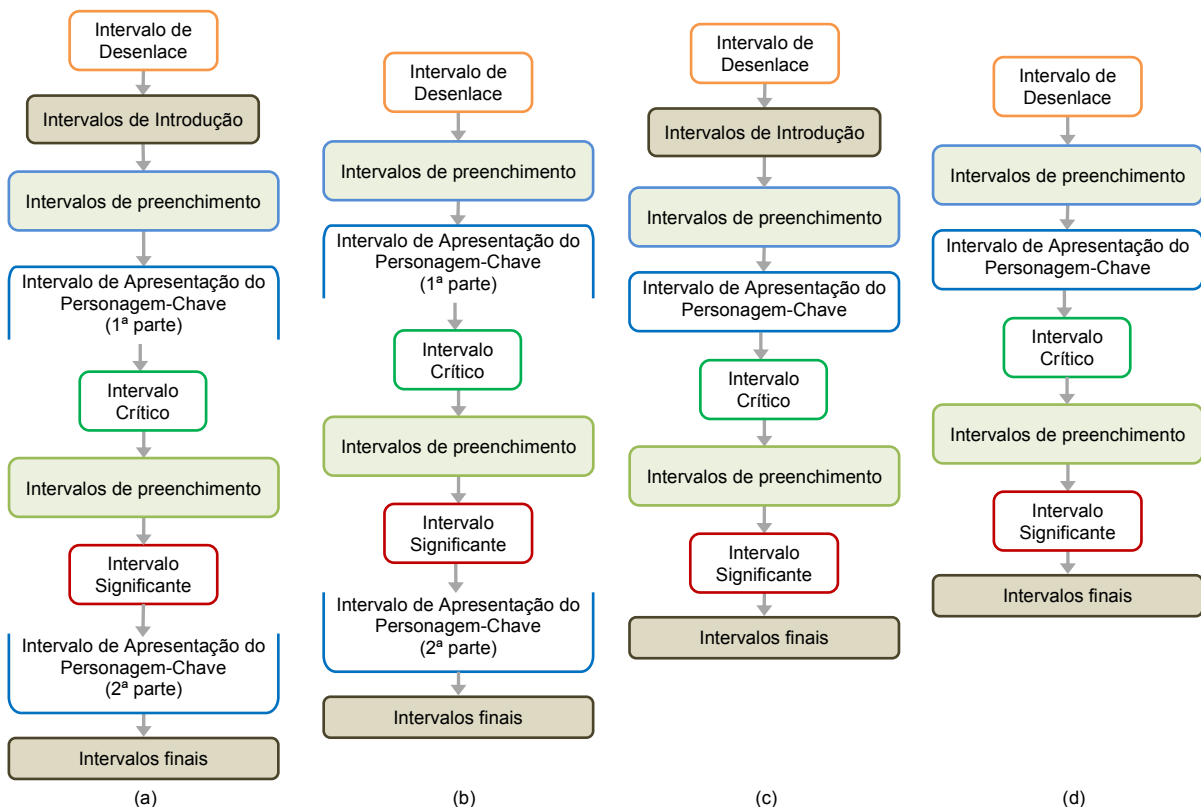 Intervalo de
Desenlace
Intervalos de Introdução
Intervalos de preenchimento
Intervalo de Apresentação do
Personagem-Chave
(1ª parte)
Intervalo
Crítico
Intervalos de preenchimento
Intervalo
Significante
Intervalo de Apresentação do
Personagem-Chave
(2ª parte)
Intervalos finais
(a)
Intervalo de
Desenlace
Intervalos de preenchimento
Intervalo de Apresentação do
Personagem-Chave
(1ª parte)
Intervalo
Crítico
Intervalos de preenchimento
Intervalo
Significante
Intervalo de Apresentação do
Personagem-Chave
(2ª parte)
Intervalos finais
(b)
Intervalo de
Desenlace
Intervalos de Introdução
Intervalos de preenchimento
Intervalo de Apresentação do
Personagem-Chave
Intervalo
Crítico
Intervalos de preenchimento
Intervalo
Significante
Intervalos finais
(c)
Intervalo de
Desenlace
Intervalos de preenchimento
Intervalo de Apresentação do
Personagem-Chave
Intervalo
Crítico
Intervalos de preenchimento
Intervalo
Significante
Intervalos finais
(d)